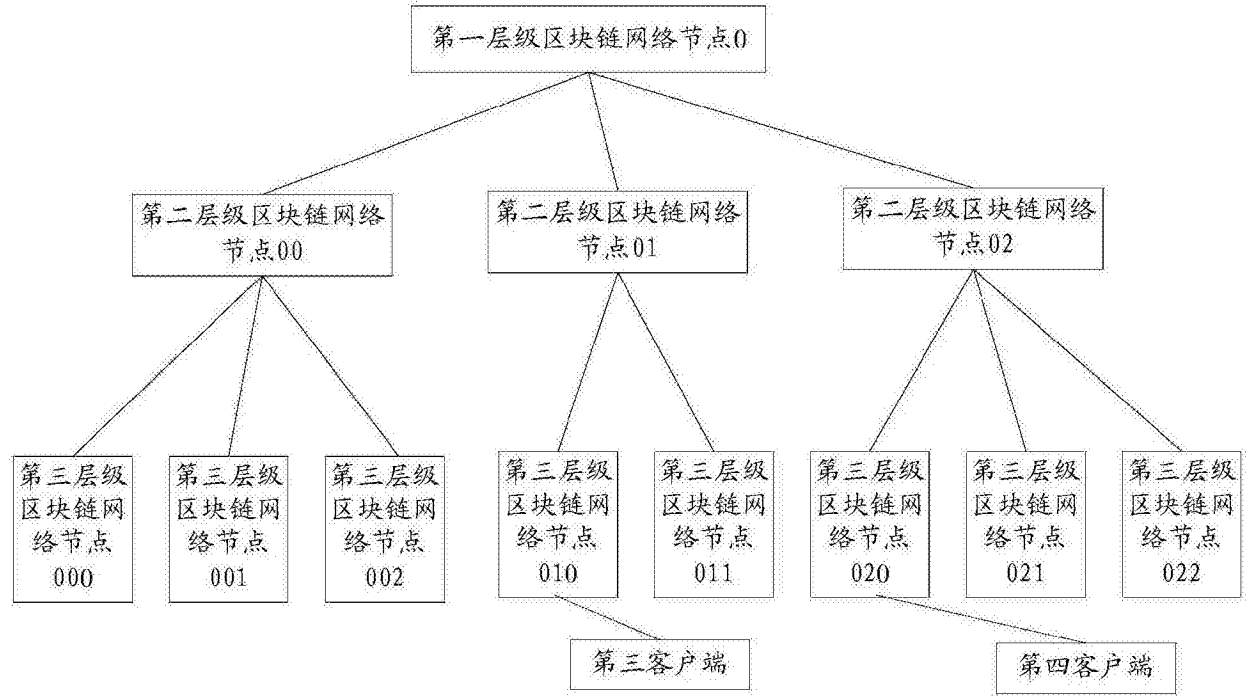 第一层级区块链网络节点0
第二层级区块链网络
节点00
第二层级区块链网络
节点01
第二层级区块链网络
节点02
第三层级
区块链网
络节点
000
第三层级
区块链网
络节点
001
第三层级
区块链网
络节点
002
第三层级
区块链网
络节点
010
第三层级
区块链网
络节点
011
第三层级
区块链网
络节点
020
第三层级
区块链网
络节点
021
第三层级
区块链网
络节点
022
第三客户端
第四客户端